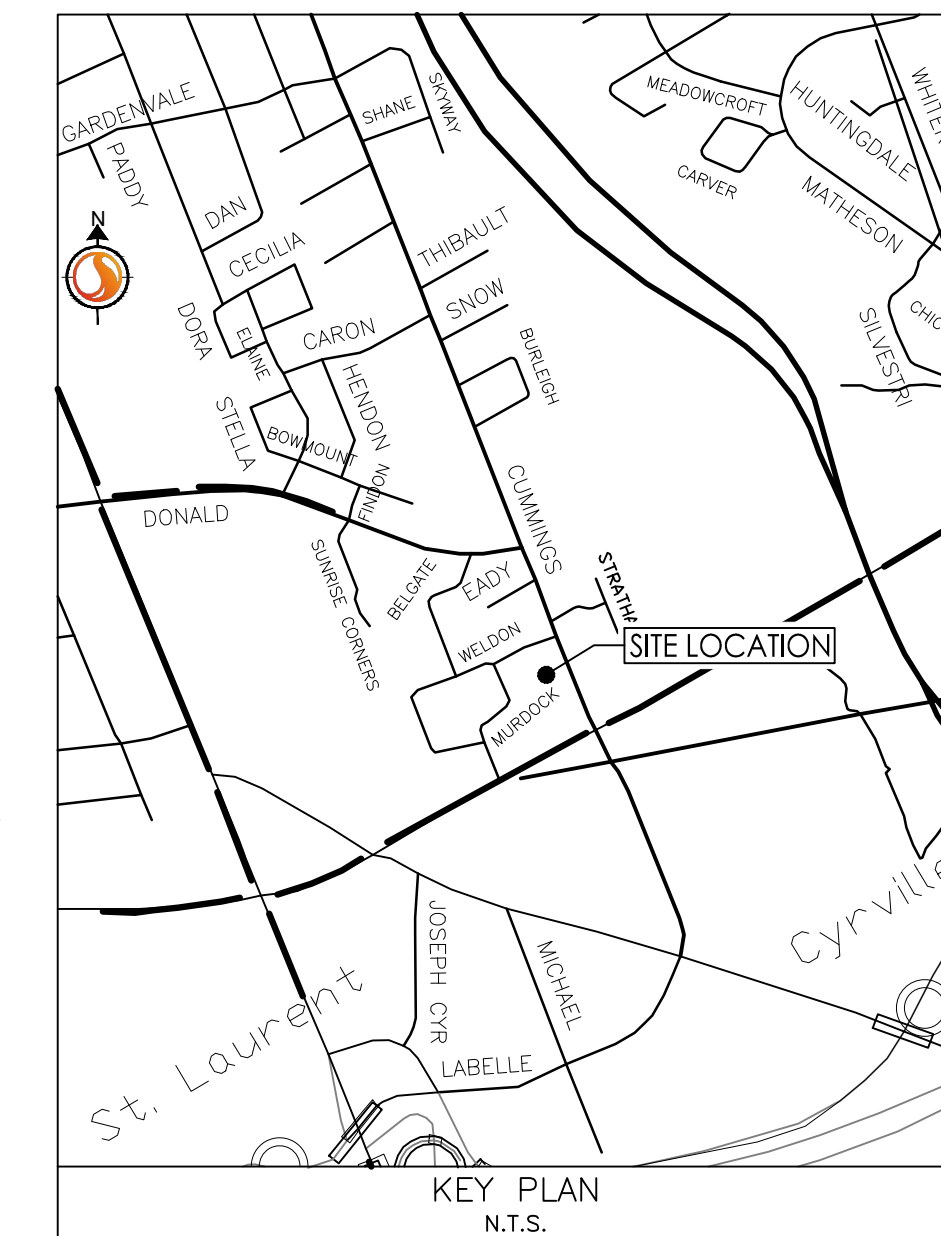 GARDENVALE
PADDY
SHANE
SKYWAY
MEADOWCROFT
HUNTINGDALE
CARVER
MATHESON
N
DAN
CECILIA
THIBAULT
SNOW
DORA
ELAINE
CARON
BURLEIGH
SILVESTRI
HENDON
STELLA
BOWMOUNT
FINDON
DONALD
CUMMINGS
SUNRISE CORNERS
BELGATE
EADY
WELDON
SITE LOCATION
MURDOCK
JOSEPH CYR
MICHAEL
Cyrville
St. Laurent
LABELLE
KEY PLAN
N.T.S.